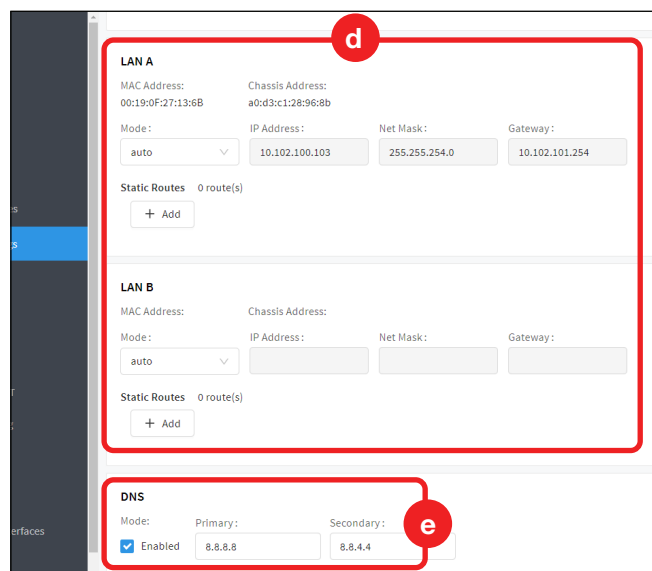 d
LAN A
MAC Address: Chassis Address:
00:19:0F:27:13:6B a0:d3:c1:28:96:8b
Mode: IP Address: Net Mask: Gateway:
auto 10.102.100.103 255.255.254.0 10.102.101.254
Static Routes 0 route(s)
+ Add
LAN B
MAC Address: Chassis Address:
Mode: IP Address: Net Mask: Gateway:
auto
Static Routes 0 route(s)
+ Add
DNS
Mode: Primary: Secondary:
e
Enabled 8.8.8.8 8.8.4.4
erfaces